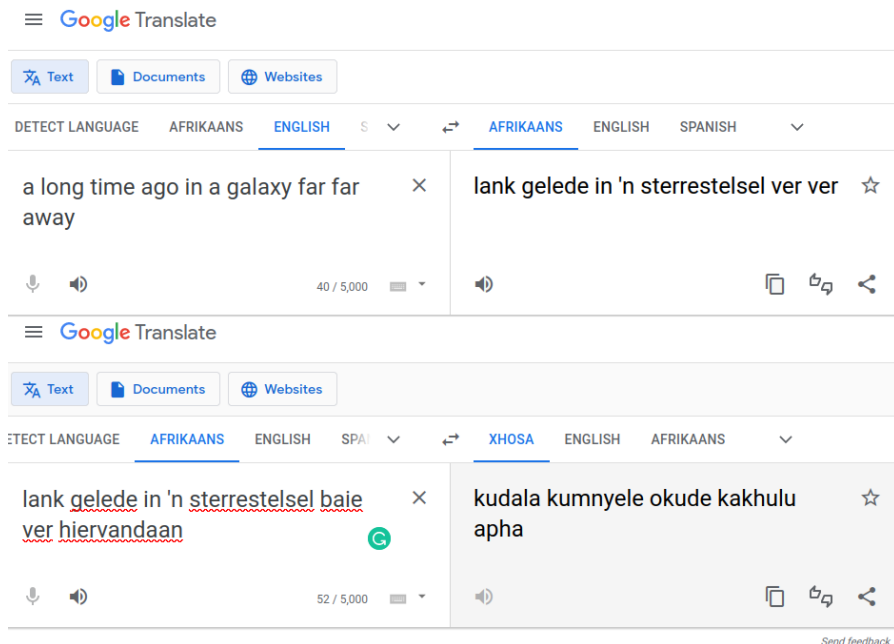 Google Translate
Text Documents Websites
DETECT LANGUAGE AFRIKAANS ENGLISH S AFRIKAANS ENGLISH SPANISH
a long time ago in a galaxy far far
away
lank gelede in 'n sterrestelsel ver ver
40 / 5,000
Google Translate
Text Documents Websites
ETECT LANGUAGE AFRIKAANS ENGLISH SPA XHOSA ENGLISH AFRIKAANS
lank gelede in 'n sterrestelsel baie
ver hiervandaan
kudala kumnyele okude kakhulu
apha
52 / 5,000
Send feedback